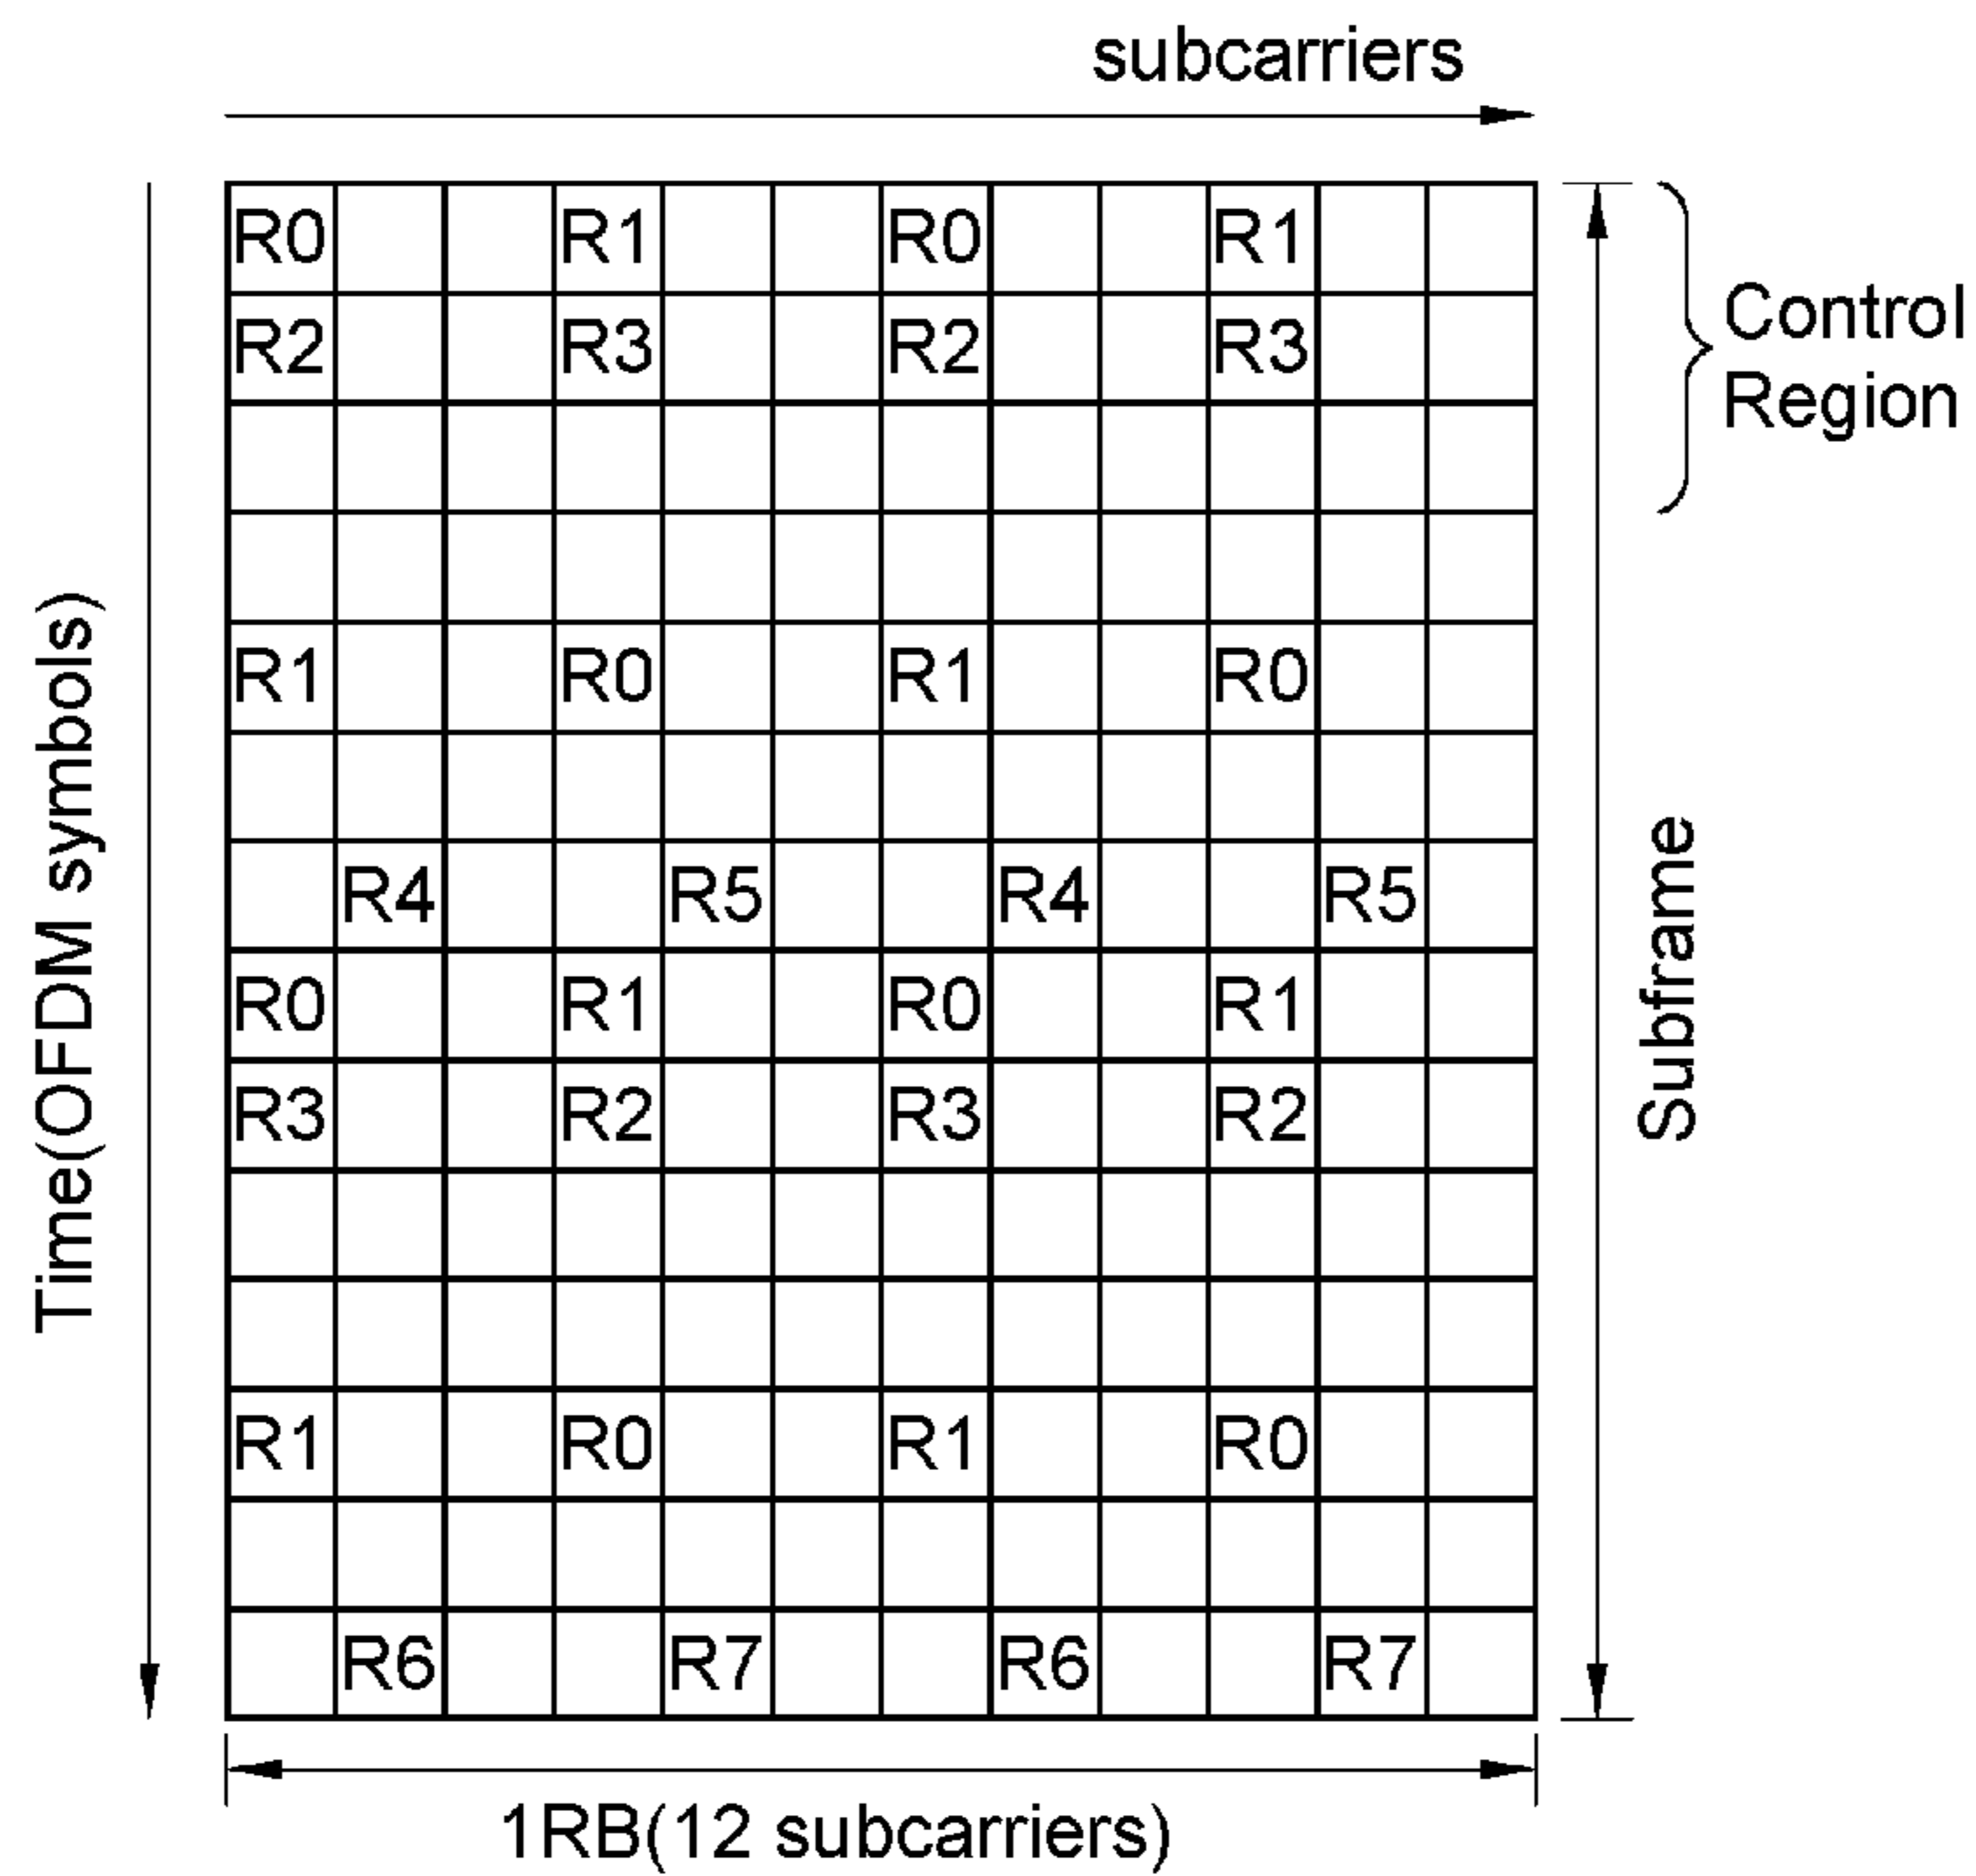 subcarriers
R0 R1 R0 R1
R2 R3 R2 R3
Control
Region
R1 R0 R1 R0
R4 R5 R4 R5
R0 R1 R0 R1
R3 R2 R3 R2
R1 R0 R1 R0
R6 R7 R6 R7
Time(OFDM symbols)
Subframe
1RB(12 subcarriers)